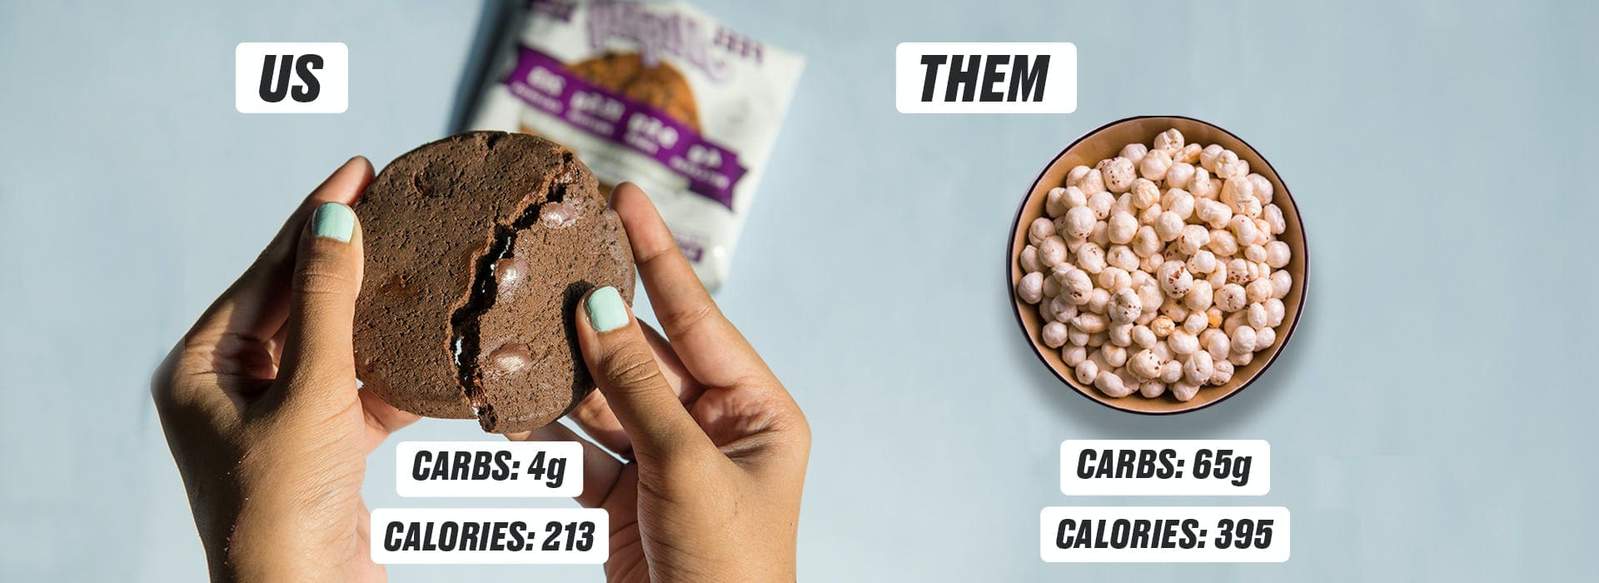 US
THEM
CARBS: 4g
CALORIES: 213
CARBS: 65g
CALORIES: 395